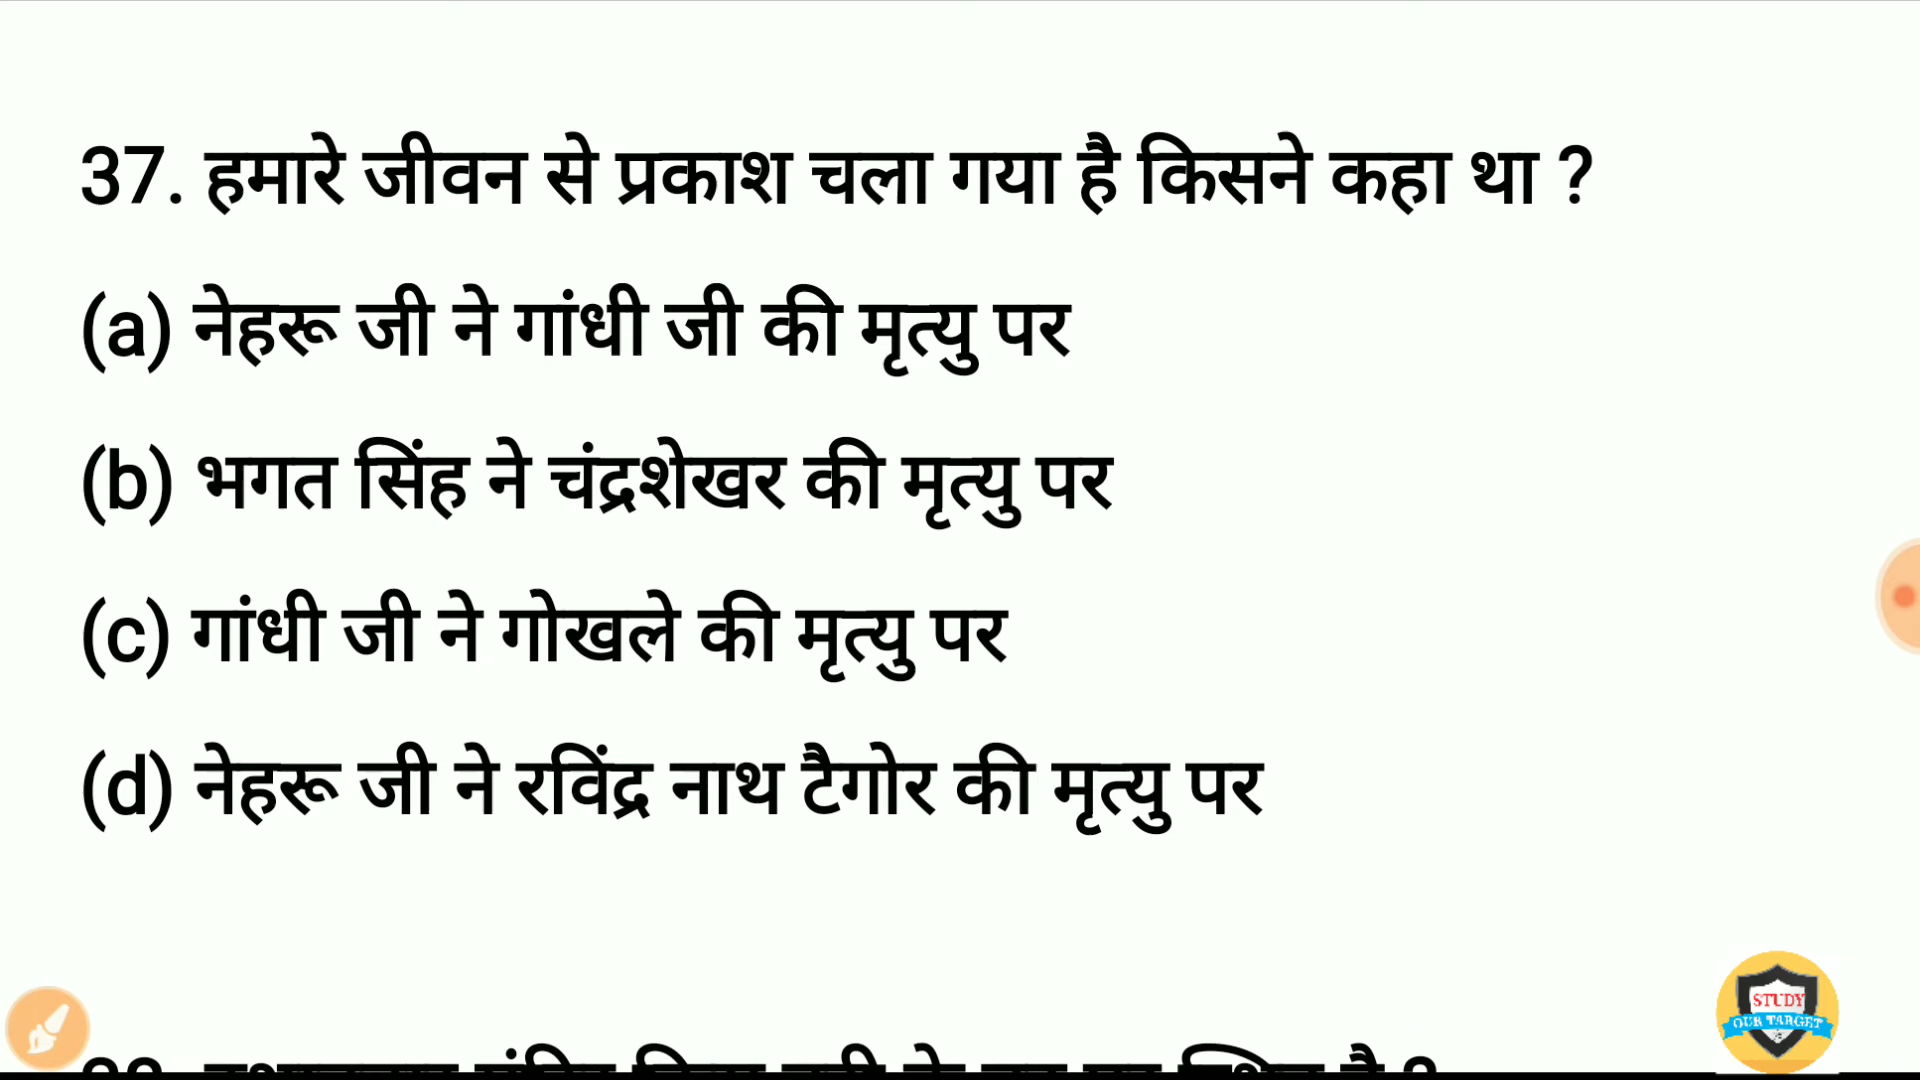 37. हमारे जीवन से प्रकाश चला गया है किसने कहा था ?
(a) नेहरू जी ने गांधी जी की मृत्यु पर
(b) भगत सिंह ने चंद्रशेखर की मृत्यु पर
(c) गांधी जी ने गोखले की मृत्यु पर
(d) नेहरू जी ने रविंद्र नाथ टैगोर की मृत्यु पर
STUDY
OUR TARGET